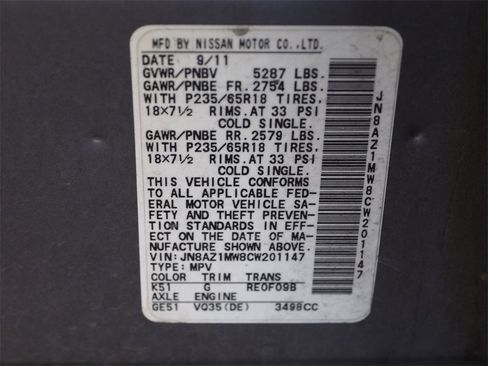 MFD BY NISSAN MOTOR CO.,LTD.
DATE 9/11
GVWR/PNBV 5287 LBS.
GAWR/PNBE FR. 2754 LBS.
WITH P235/65R18 TIRES,
18×7½ RIMS.AT 33 PSI
COLD SINGLE.
GAWR/PNBE RR. 2579 LBS.
WITH P235/65R18 TIRES,
18×7½ RIMS.AT 33 PSI
COLD SINGLE.
THIS VEHICLE CONFORMS
TO ALL APPLICABLE FED-
ERAL MOTOR VEHICLE SA-
FETY AND THEFT PREVEN-
TION STANDARDS IN EFF-
ECT ON THE DATE OF MA-
NUFACTURE SHOWN ABOVE.
VIN: JN8AZ1MW8CW201147
TYPE: MPV
COLOR TRIM TRANS
K51 G RE0F09B
AXLE ENGINE
GE51 VQ35(DE) 3498CC
JN8AZ1MW8CW201147